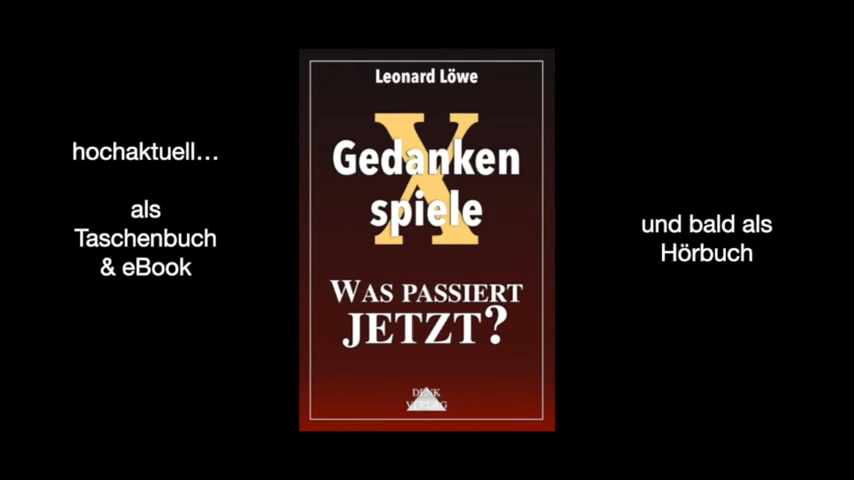 hochaktuell...
als
Taschenbuch
& eBook
Leonard Löwe
X
Gedanken
spiele
WAS PASSIERT
JETZT?
DENK
VERLAG
und bald als
Hörbuch